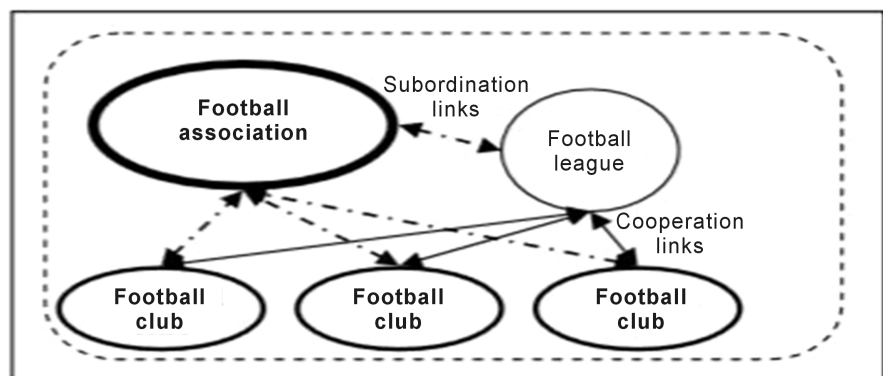 Football
association
Subordination
links
Football
league
Cooperation
links
Football
club
Football
club
Football
club